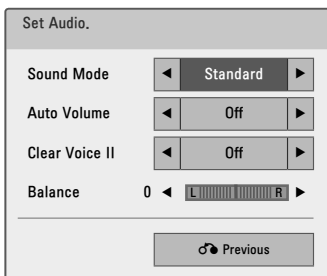 Set Audio.
Sound Mode ◄ Standard ►
Auto Volume ◄ Off ►
Clear Voice II ◄ Off ►
Balance 0 ◄ L R ►
Previous